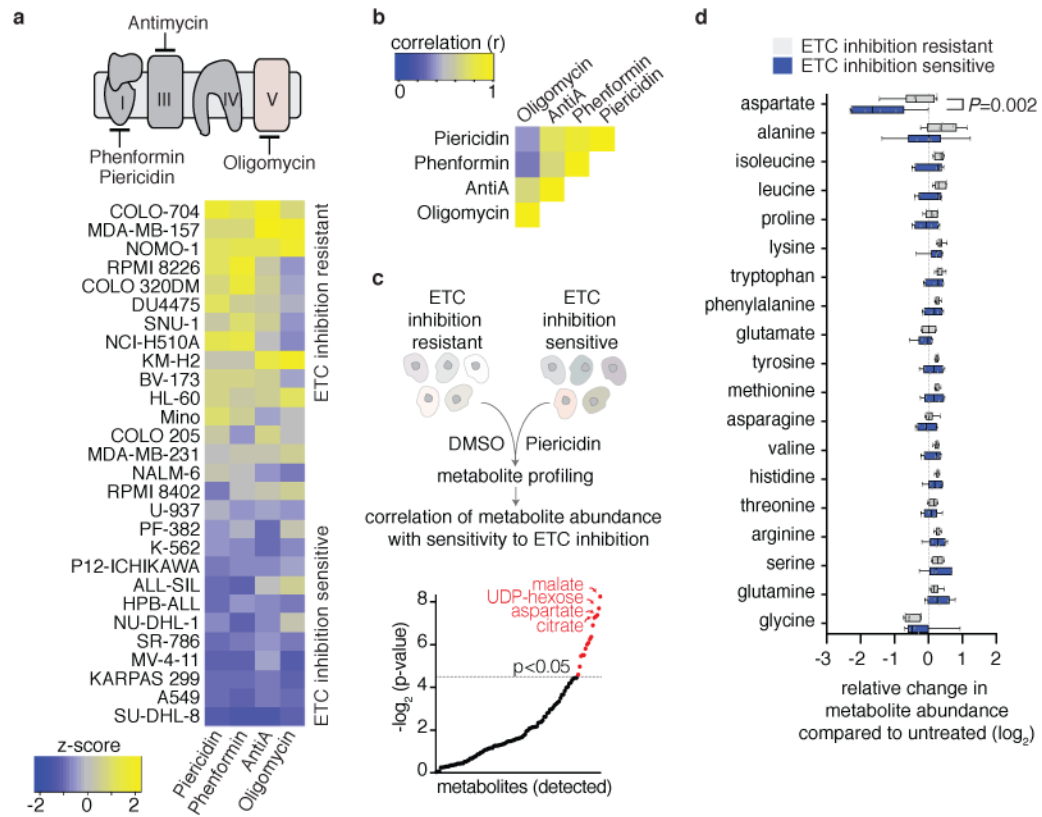 a
Antimycin
I
III
IV
V
Phenformin
Piericidin
Oligomycin
COLO-704
MDA-MB-157
NOMO-1
RPMI 8226
COLO 320DM
DU4475
SNU-1
NCI-H510A
KM-H2
BV-173
HL-60
Mino
COLO 205
MDA-MB-231
NALM-6
RPMI 8402
U-937
PF-382
K-562
P12-ICHIKAWA
ALL-SIL
HPB-ALL
NU-DHL-1
SR-786
MV-4-11
KARPAS 299
A549
SU-DHL-8
ETC inhibition resistant
ETC inhibition sensitive
Piericidin
Phenformin
AntiA
Oligomycin
z-score
-2 0 2
b
correlation (r)
0 1
Oligomycin
AntiA
Phenformin
Piericidin
Piericidin
Phenformin
AntiA
Oligomycin
c
ETC
inhibition
resistant
ETC
inhibition
sensitive
DMSO
Piericidin
metabolite profiling
correlation of metabolite abundance
with sensitivity to ETC inhibition
malate
UDP-hexose
aspartate
citrate
p<0.05
8
6
4
2
0
-log2 (p-value)
metabolites (detected)
d
ETC inhibition resistant
ETC inhibition sensitive
P=0.002
aspartate
alanine
isoleucine
leucine
proline
lysine
tryptophan
phenylalanine
glutamate
tyrosine
methionine
asparagine
valine
histidine
threonine
arginine
serine
glutamine
glycine
-3 -2 -1 0 1 2
relative change in
metabolite abundance
compared to untreated (log2)